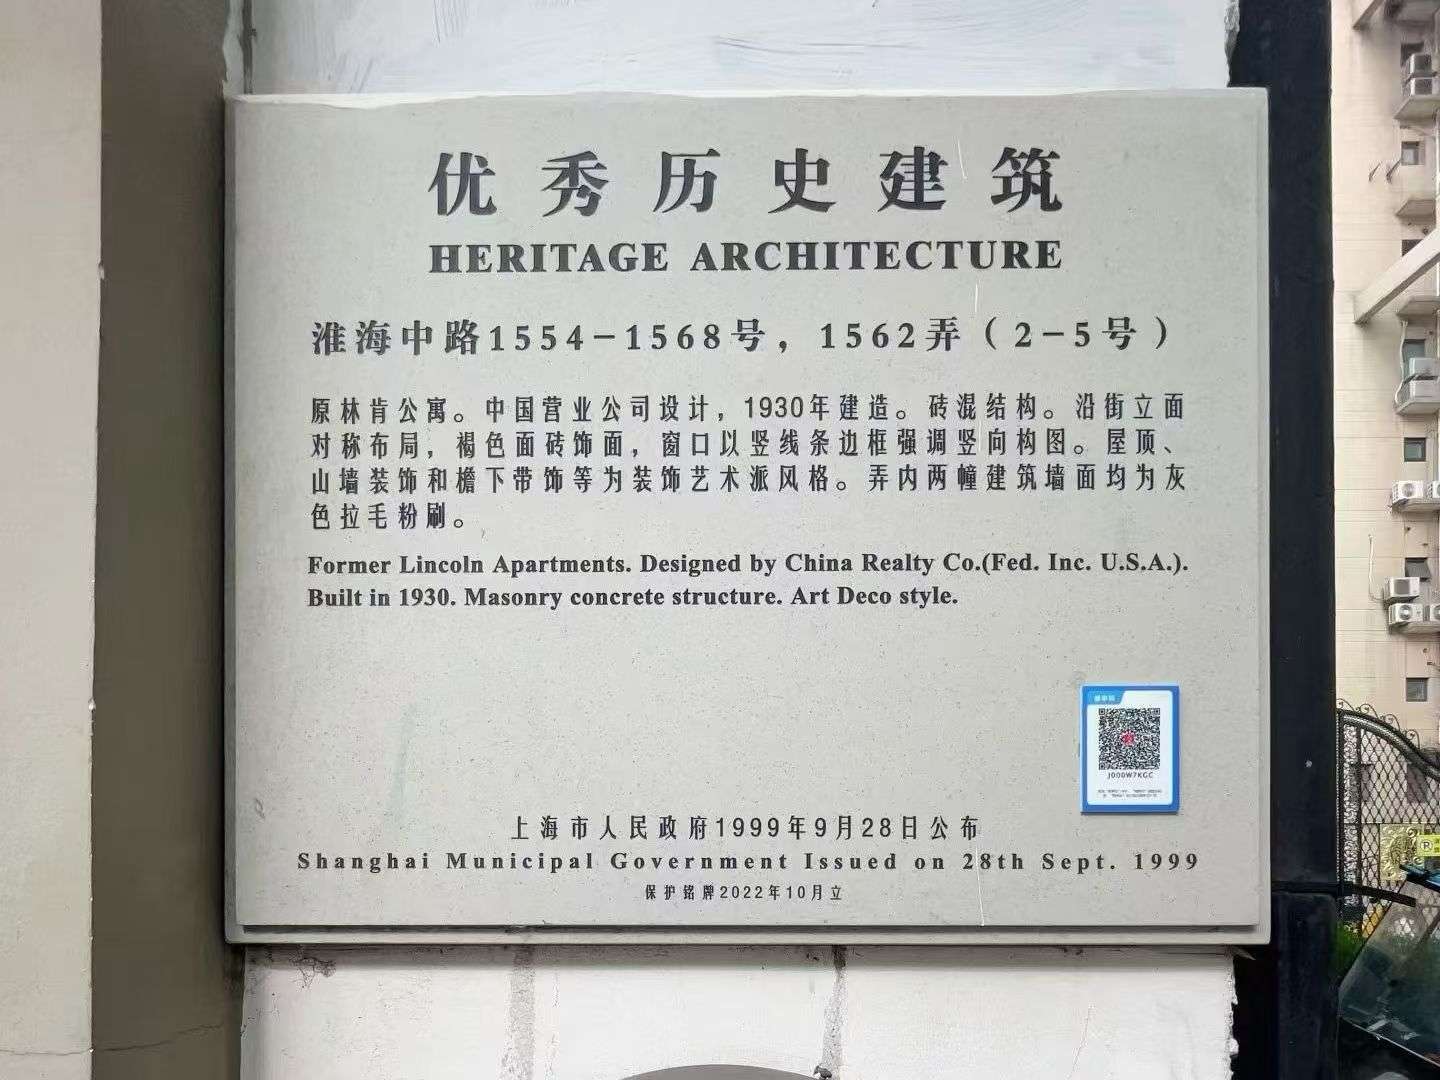 优秀历史建筑
HERITAGE ARCHITECTURE
淮海中路1554－1568号，1562弄（2－5号）
原林肯公寓。中国营业公司设计，1930年建造。砖混结构。沿街立面
对称布局，褐色面砖饰面，窗口以竖线条边框强调竖向构图。屋顶、
山墙装饰和檐下带饰等为装饰艺术派风格。弄内两幢建筑墙面均为灰
色拉毛粉刷。
Former Lincoln Apartments. Designed by China Realty Co.(Fed. Inc. U.S.A.).
Built in 1930. Masonry concrete structure. Art Deco style.
J000W7KGC
上海市人民政府1999年9月28日公布
Shanghai Municipal Government Issued on 28th Sept. 1999
保护铭牌2022年10月立